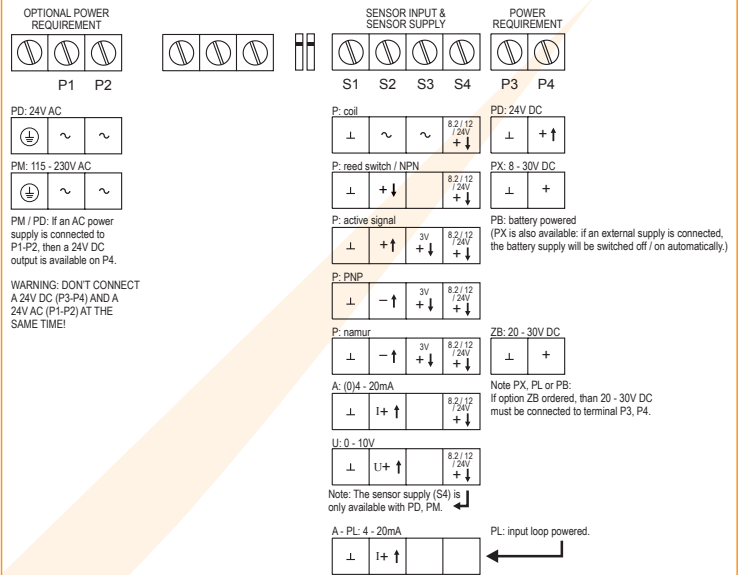 OPTIONAL POWER
REQUIREMENT
SENSOR INPUT &
SENSOR SUPPLY
POWER
REQUIREMENT
P1 P2
S1 S2 S3 S4
P3 P4
PD: 24V AC
~ ~
PM: 115 - 230V AC
~ ~
PM / PD: If an AC power
supply is connected to
P1-P2, then a 24V DC
output is available on P4.
WARNING: DON'T CONNECT
A 24V DC (P3-P4) AND A
24V AC (P1-P2) AT THE
SAME TIME!
P: coil
⊥ ~ ~ 8.2 / 12
/ 24V
+ ↓
P: reed switch / NPN
⊥ + ↓ 8.2 / 12
/ 24V
+ ↓
P: active signal
⊥ + ↑ 3V
+ ↓ 8.2 / 12
/ 24V
+ ↓
P: PNP
⊥ – ↑ 3V
+ ↓ 8.2 / 12
/ 24V
+ ↓
P: namur
⊥ – ↑ 3V
+ ↓ 8.2 / 12
/ 24V
+ ↓
A: (0)4 - 20mA
⊥ I+ ↑ 8.2 / 12
/ 24V
+ ↓
U: 0 - 10V
⊥ U+ ↑ 8.2 / 12
/ 24V
+ ↓
Note: The sensor supply (S4) is
only available with PD, PM.
A - PL: 4 - 20mA
⊥ I+ ↑
PL: input loop powered.
PD: 24V DC
⊥ + ↑
PX: 8 - 30V DC
⊥ +
PB: battery powered
(PX is also available: if an external supply is connected,
the battery supply will be switched off / on automatically.)
ZB: 20 - 30V DC
⊥ +
Note PX, PL or PB:
If option ZB ordered, than 20 - 30V DC
must be connected to terminal P3, P4.